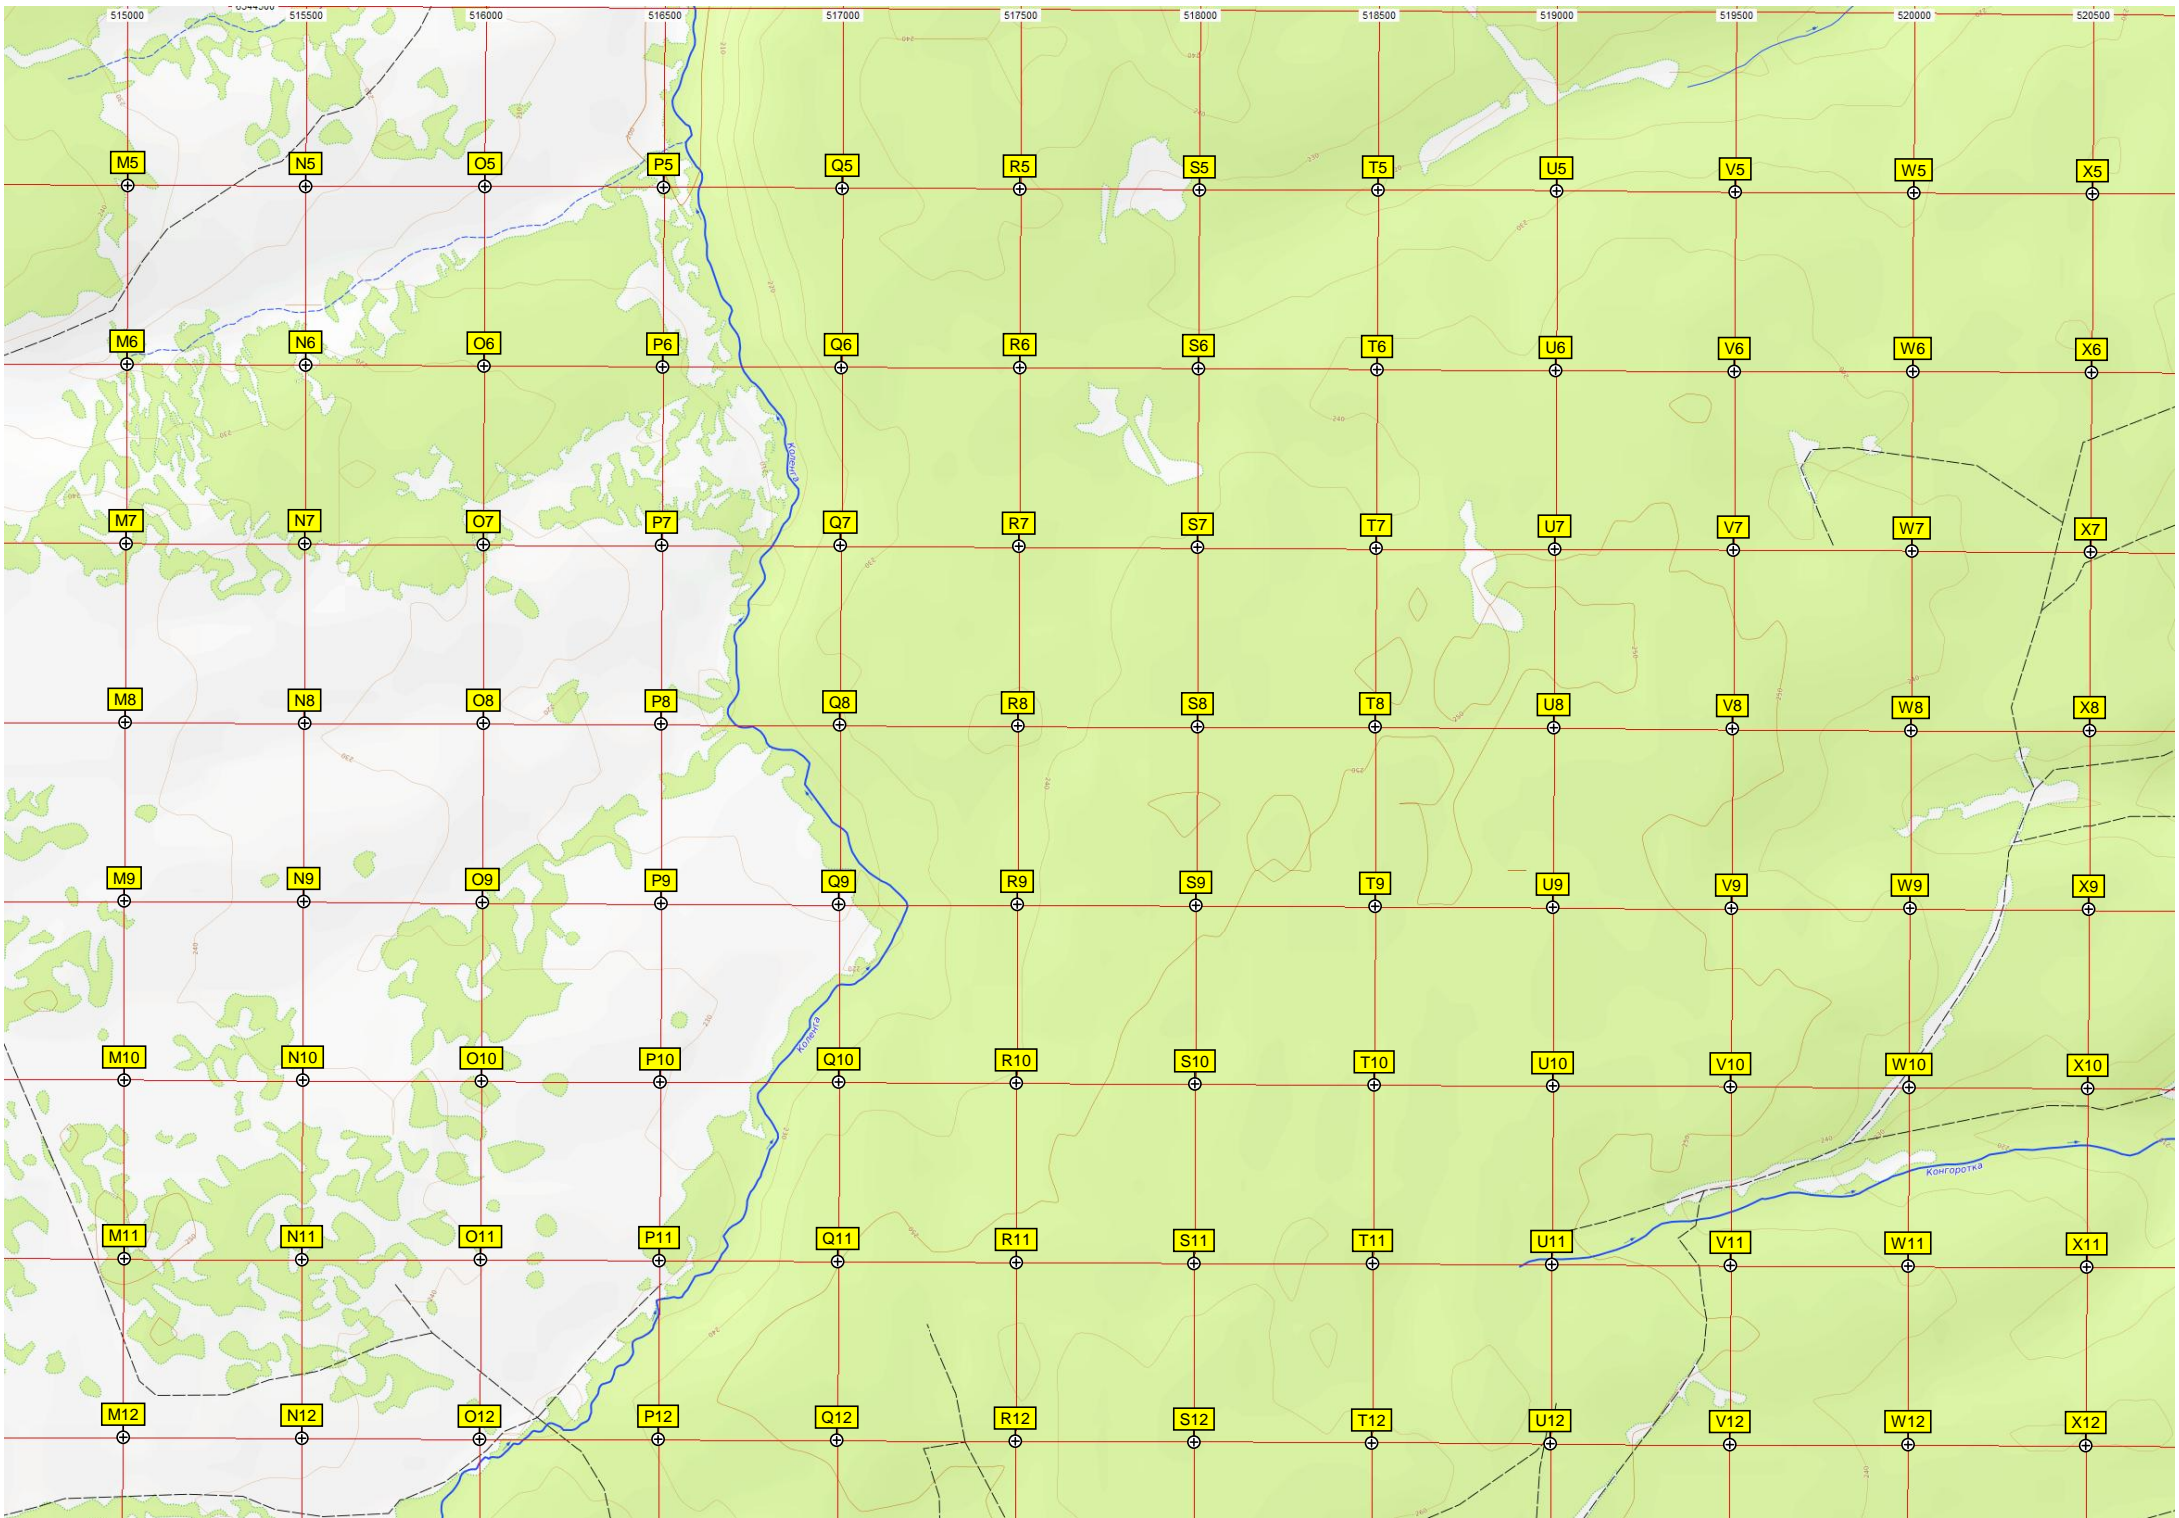 515000 515500 516000 516500 517000 517500 518000 518500 519000 519500 520000 520500
M5 N5 O5 P5 Q5 R5 S5 T5 U5 V5 W5 X5
M6 N6 O6 P6 Q6 R6 S6 T6 U6 V6 W6 X6
Коленга
M7 N7 O7 P7 Q7 R7 S7 T7 U7 V7 W7 X7
M8 N8 O8 P8 Q8 R8 S8 T8 U8 V8 W8 X8
M9 N9 O9 P9 Q9 R9 S9 T9 U9 V9 W9 X9
Коленга
M10 N10 O10 P10 Q10 R10 S10 T10 U10 V10 W10 X10
Конгоротка
M11 N11 O11 P11 Q11 R11 S11 T11 U11 V11 W11 X11
M12 N12 O12 P12 Q12 R12 S12 T12 U12 V12 W12 X12